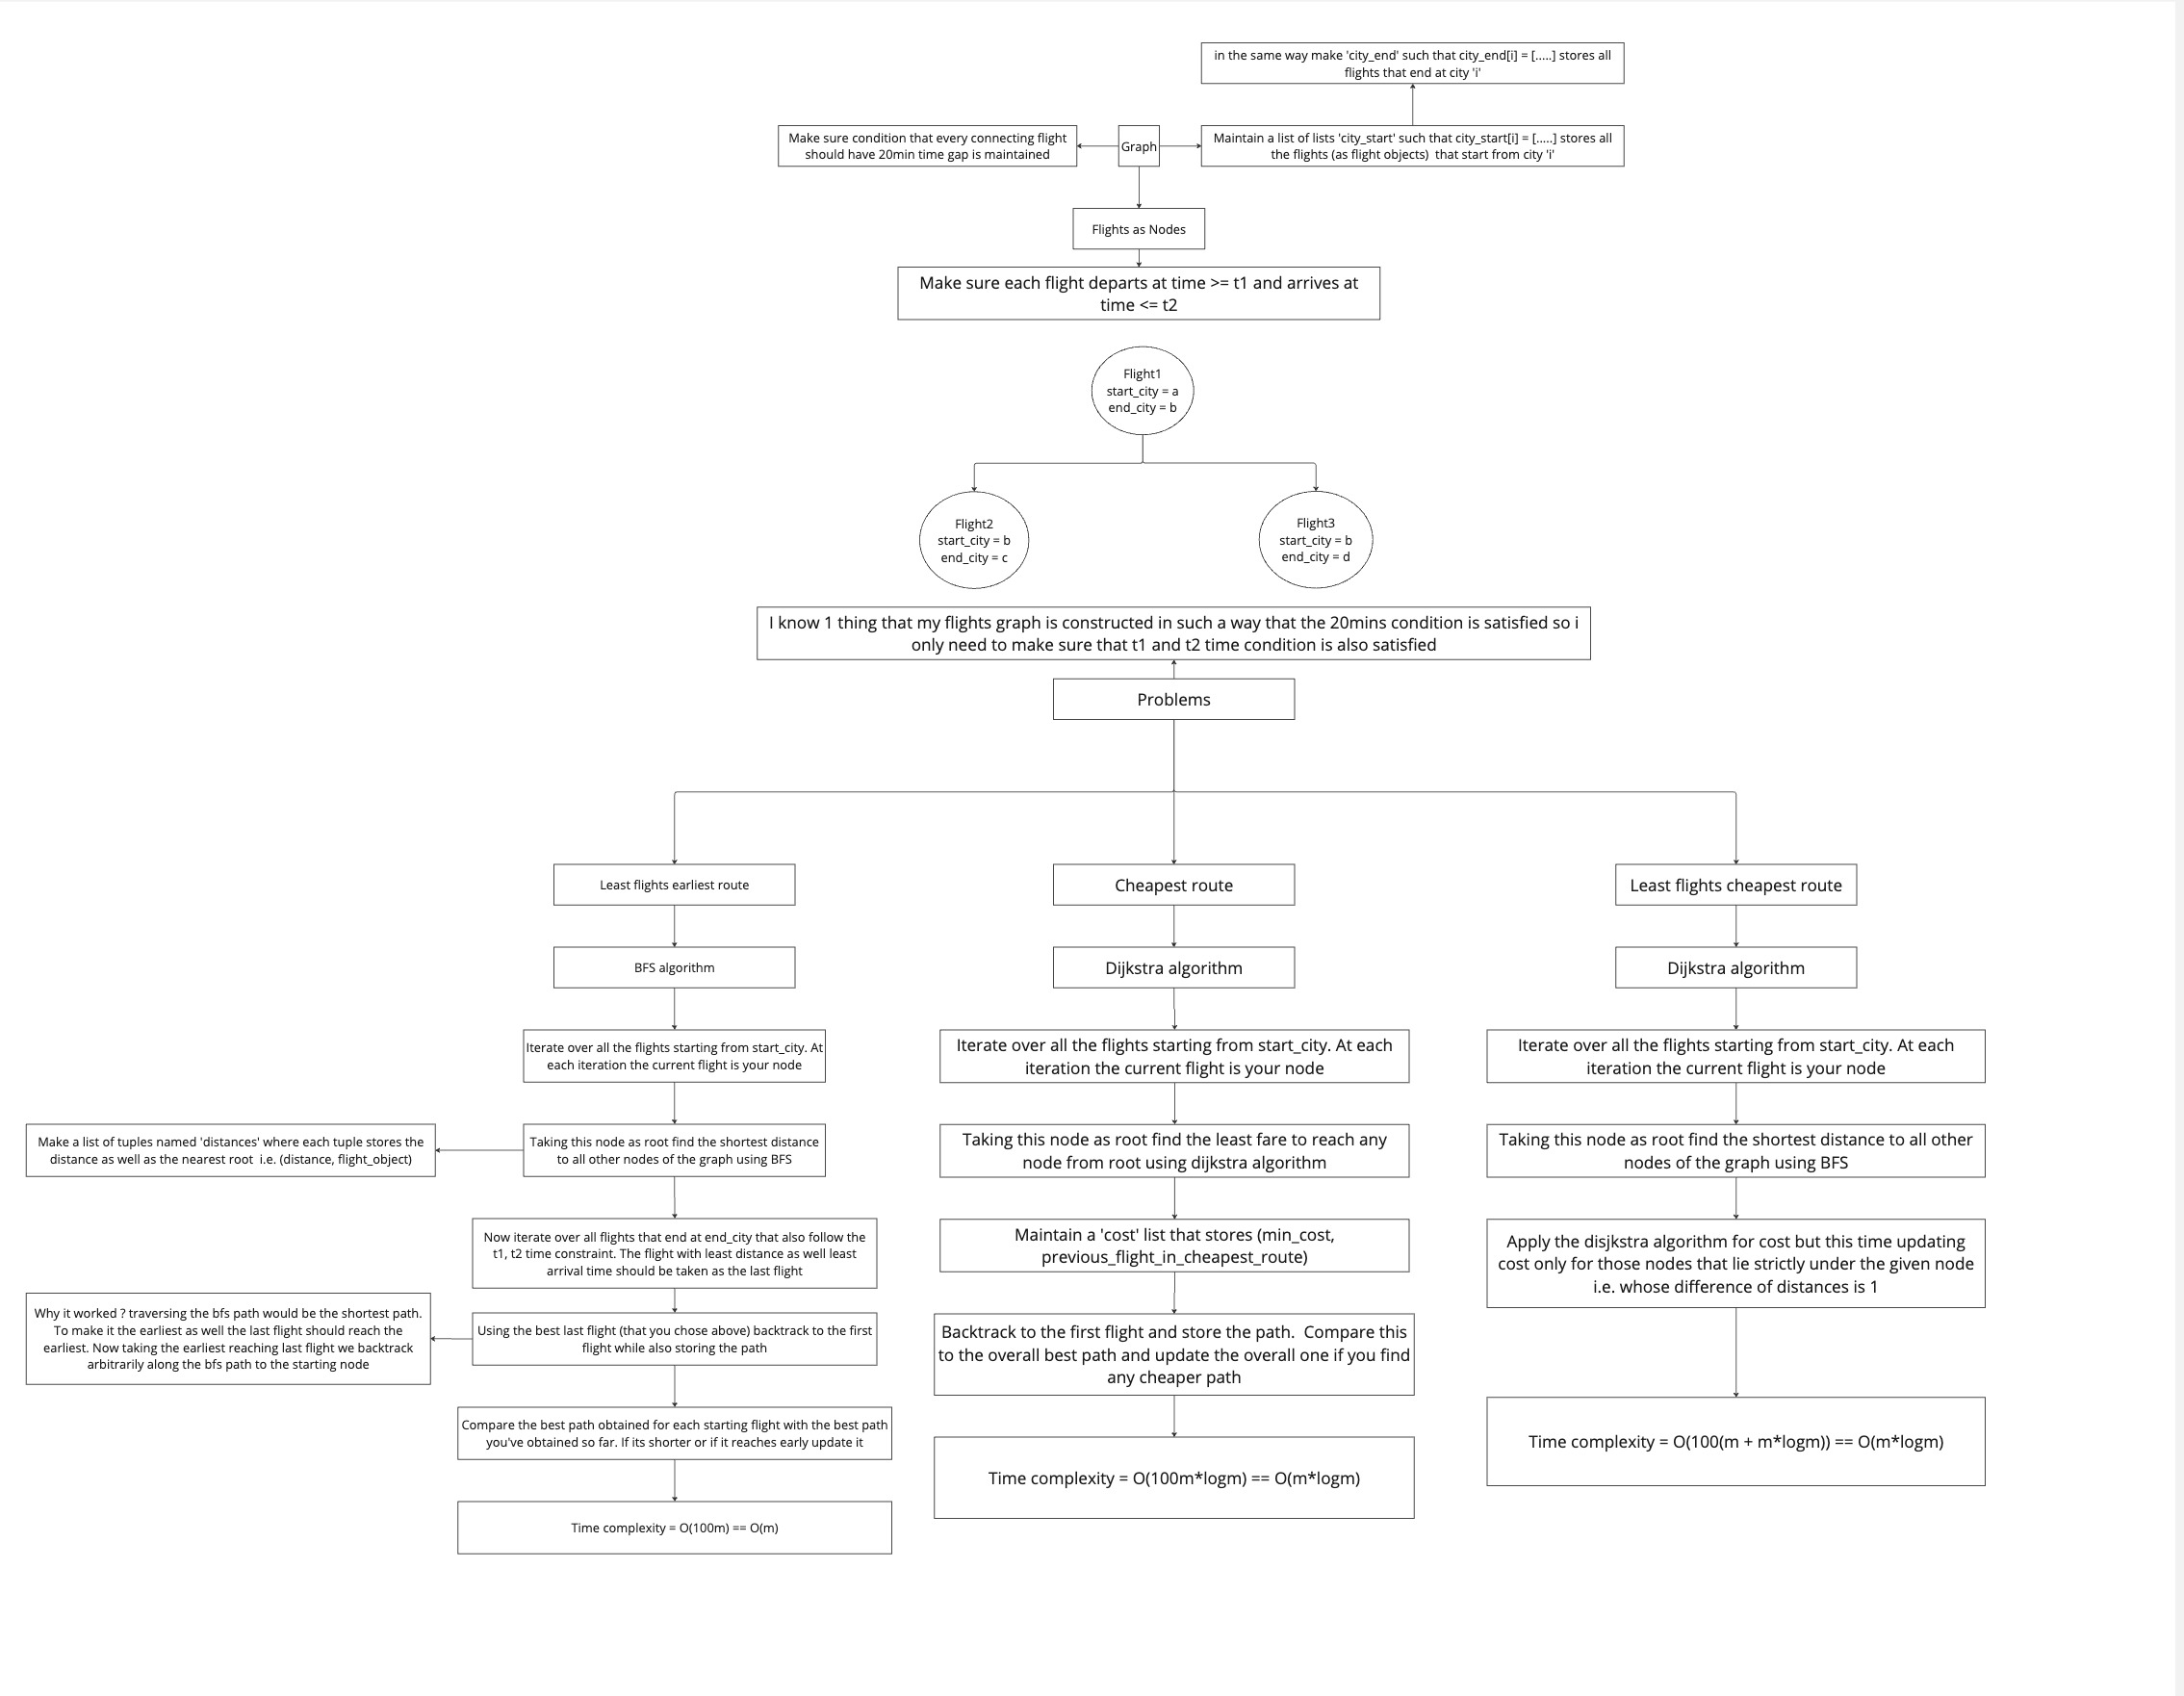 in the same way make 'city_end' such that city_end[i] = [.....] stores all
flights that end at city 'i'
Make sure condition that every connecting flight
should have 20min time gap is maintained
Graph
Maintain a list of lists 'city_start' such that city_start[i] = [.....] stores all
the flights (as flight objects)  that start from city 'i'
Flights as Nodes
Make sure each flight departs at time >= t1 and arrives at
time <= t2
Flight1
start_city = a
end_city = b
Flight2
start_city = b
end_city = c
Flight3
start_city = b
end_city = d
I know 1 thing that my flights graph is constructed in such a way that the 20mins condition is satisfied so i
only need to make sure that t1 and t2 time condition is also satisfied
Problems
Least flights earliest route
BFS algorithm
Iterate over all the flights starting from start_city. At
each iteration the current flight is your node
Make a list of tuples named 'distances' where each tuple stores the
distance as well as the nearest root  i.e. (distance, flight_object)
Taking this node as root find the shortest distance
to all other nodes of the graph using BFS
Now iterate over all flights that end at end_city that also follow the
t1, t2 time constraint. The flight with least distance as well least
arrival time should be taken as the last flight
Why it worked ? traversing the bfs path would be the shortest path.
To make it the earliest as well the last flight should reach the
earliest. Now taking the earliest reaching last flight we backtrack
arbitrarily along the bfs path to the starting node
Using the best last flight (that you chose above) backtrack to the first
flight while also storing the path
Compare the best path obtained for each starting flight with the best path
you've obtained so far. If its shorter or if it reaches early update it
Time complexity = O(100m) == O(m)
Cheapest route
Dijkstra algorithm
Iterate over all the flights starting from start_city. At each
iteration the current flight is your node
Taking this node as root find the least fare to reach any
node from root using dijkstra algorithm
Maintain a 'cost' list that stores (min_cost,
previous_flight_in_cheapest_route)
Backtrack to the first flight and store the path.  Compare this
to the overall best path and update the overall one if you find
any cheaper path
Time complexity = O(100m*logm) == O(m*logm)
Least flights cheapest route
Dijkstra algorithm
Iterate over all the flights starting from start_city. At each
iteration the current flight is your node
Taking this node as root find the shortest distance to all other
nodes of the graph using BFS
Apply the disjkstra algorithm for cost but this time updating
cost only for those nodes that lie strictly under the given node
i.e. whose difference of distances is 1
Time complexity = O(100(m + m*logm)) == O(m*logm)